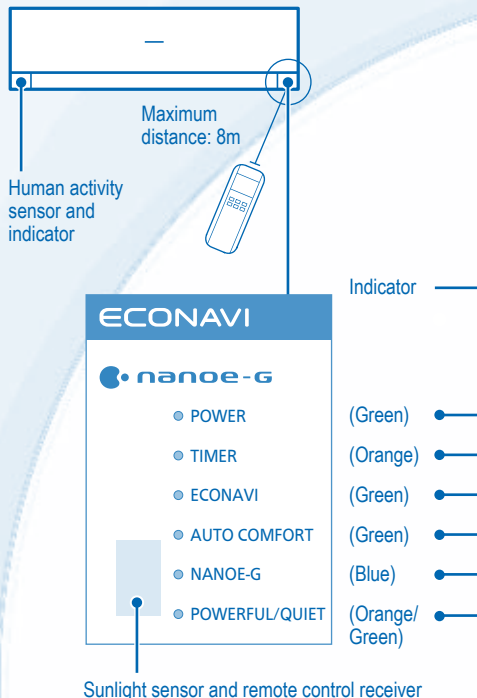 Maximum
distance: 8m
Human activity
sensor and
indicator
Indicator
ECONAVI
nanoe-G
POWER (Green)
TIMER (Orange)
ECONAVI (Green)
AUTO COMFORT (Green)
NANOE-G (Blue)
POWERFUL/QUIET (Orange/
Green)
Sunlight sensor and remote control receiver